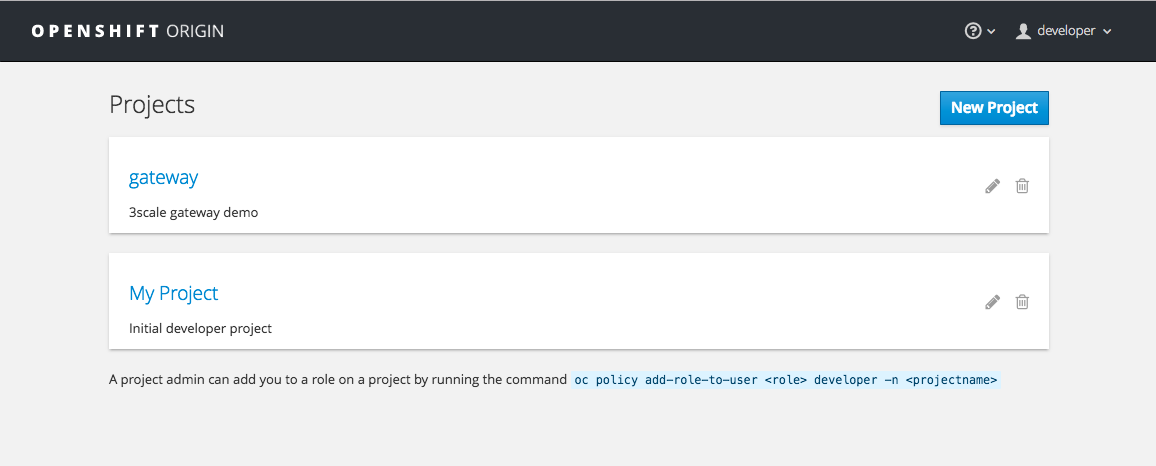 OPENSHIFT ORIGIN
developer
Projects
New Project
gateway
3scale gateway demo
My Project
Initial developer project
A project admin can add you to a role on a project by running the command oc policy add-role-to-user <role> developer -n <projectname>